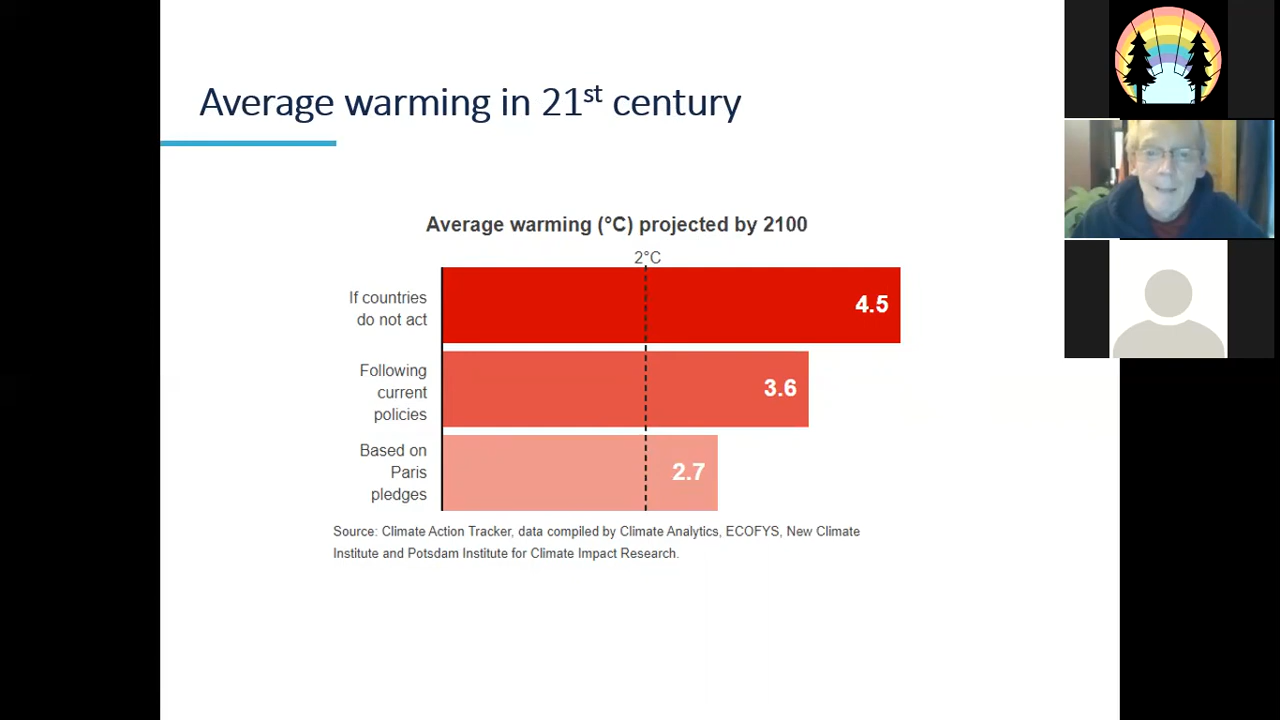 Average warming in 21st century
Average warming (°C) projected by 2100
2°C
If countries
do not act
4.5
Following
current
policies
3.6
Based on
Paris
pledges
2.7
Source: Climate Action Tracker, data compiled by Climate Analytics, ECOFYS, New Climate
Institute and Potsdam Institute for Climate Impact Research.